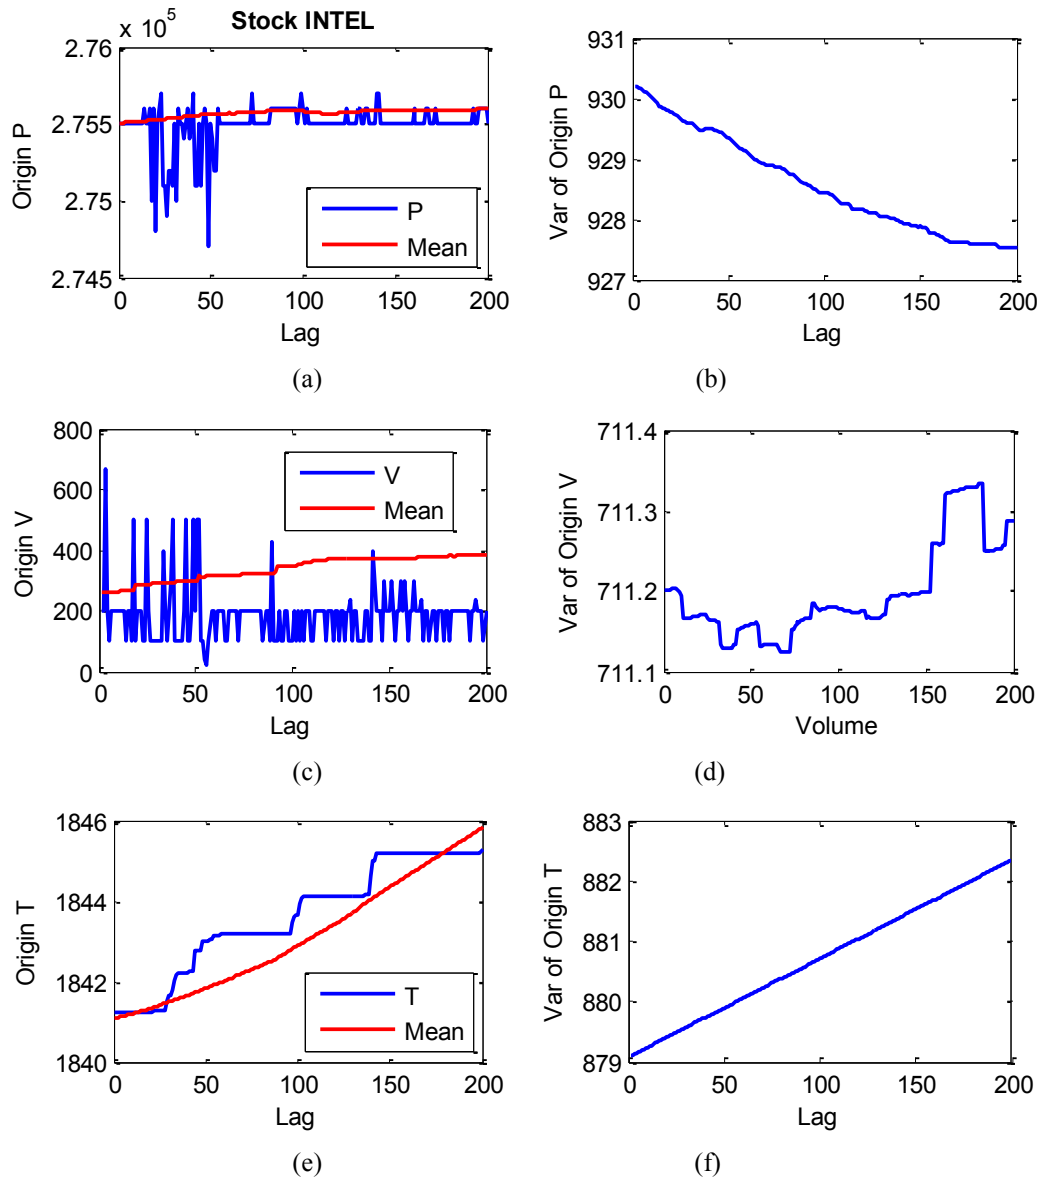 Stock INTEL
x 10^5
2.76
2.755
2.75
2.745
Origin P
P
Mean
0 50 100 150 200
Lag
(a)
931
930
929
928
927
Var of Origin P
0 50 100 150 200
Lag
(b)
800
600
400
200
0
Origin V
V
Mean
0 50 100 150 200
Lag
(c)
711.4
711.3
711.2
711.1
Var of Origin V
0 50 100 150 200
Volume
(d)
1846
1844
1842
1840
Origin T
T
Mean
0 50 100 150 200
Lag
(e)
883
882
881
880
879
Var of Origin T
0 50 100 150 200
Lag
(f)